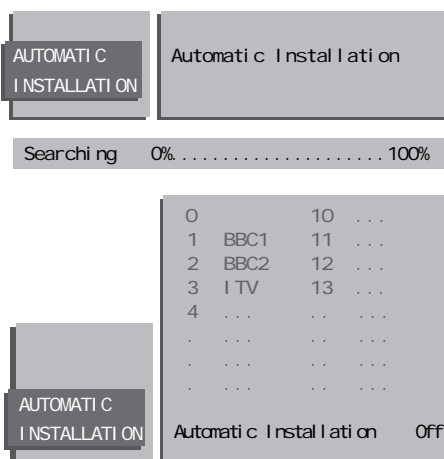 AUTOMATIC
INSTALLATION
Automatic Installation
Searching 0%.....................100%
0 10 ...
1 BBC1 11 ...
2 BBC2 12 ...
3 ITV 13 ...
4 ... .. ...
. ... .. ...
. ... .. ...
. ... .. ...
AUTOMATIC
INSTALLATION
Automatic Installation Off